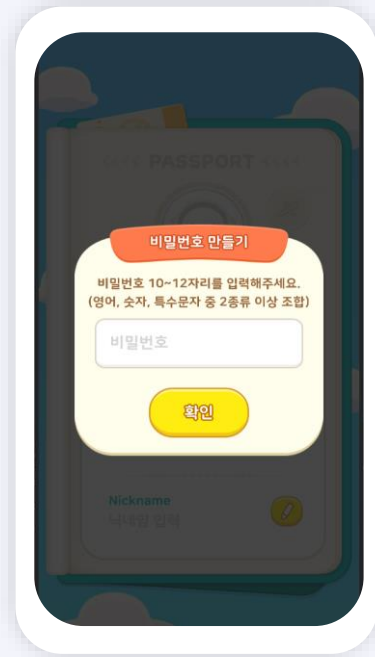 PASSPORT
비밀번호 만들기
비밀번호 10~12자리를 입력해주세요.
(영어, 숫자, 특수문자 중 2종류 이상 조합)
비밀번호
확인
Nickname
닉네임 입력